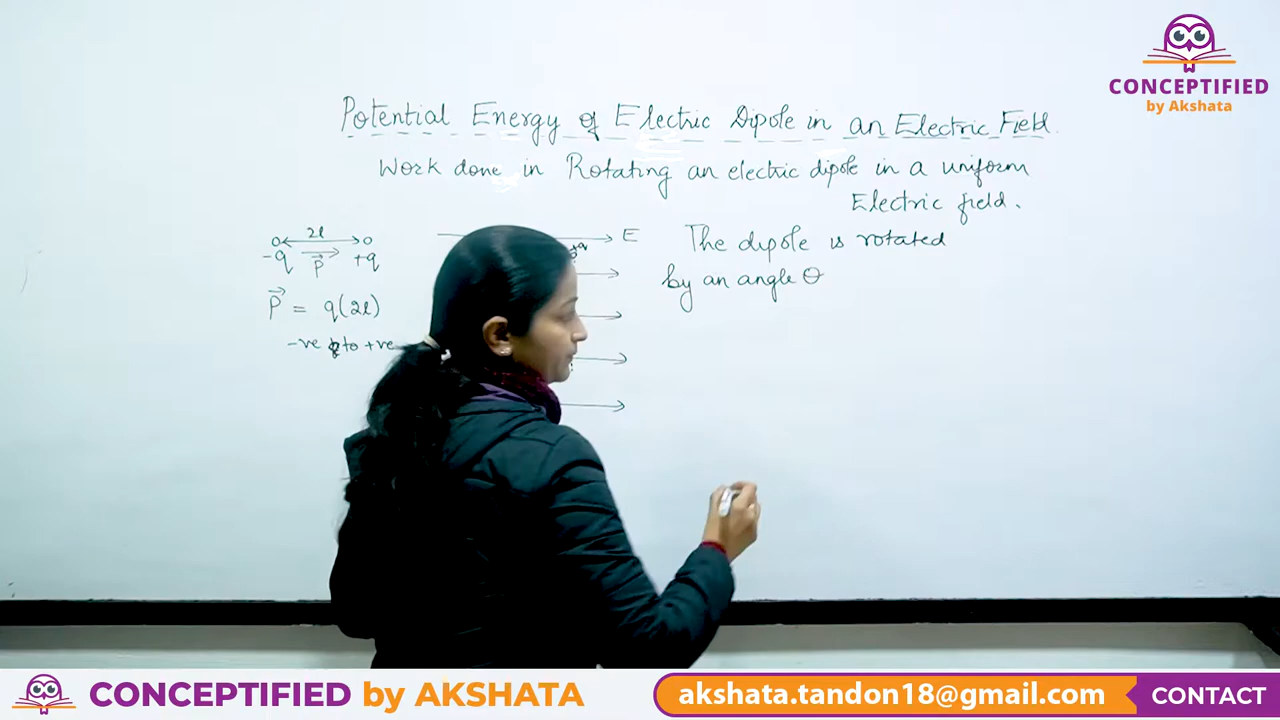 CONCEPTIFIED
by Akshata
Potential Energy of Electric Dipole in an Electric Field.
Work done in Rotating an electric dipole in a uniform
Electric field.
2l
-q P +q
P = q(2l)
-ve to +ve
E
+q
The dipole is rotated
by an angle θ
CONCEPTIFIED by AKSHATA
akshata.tandon18@gmail.com
CONTACT